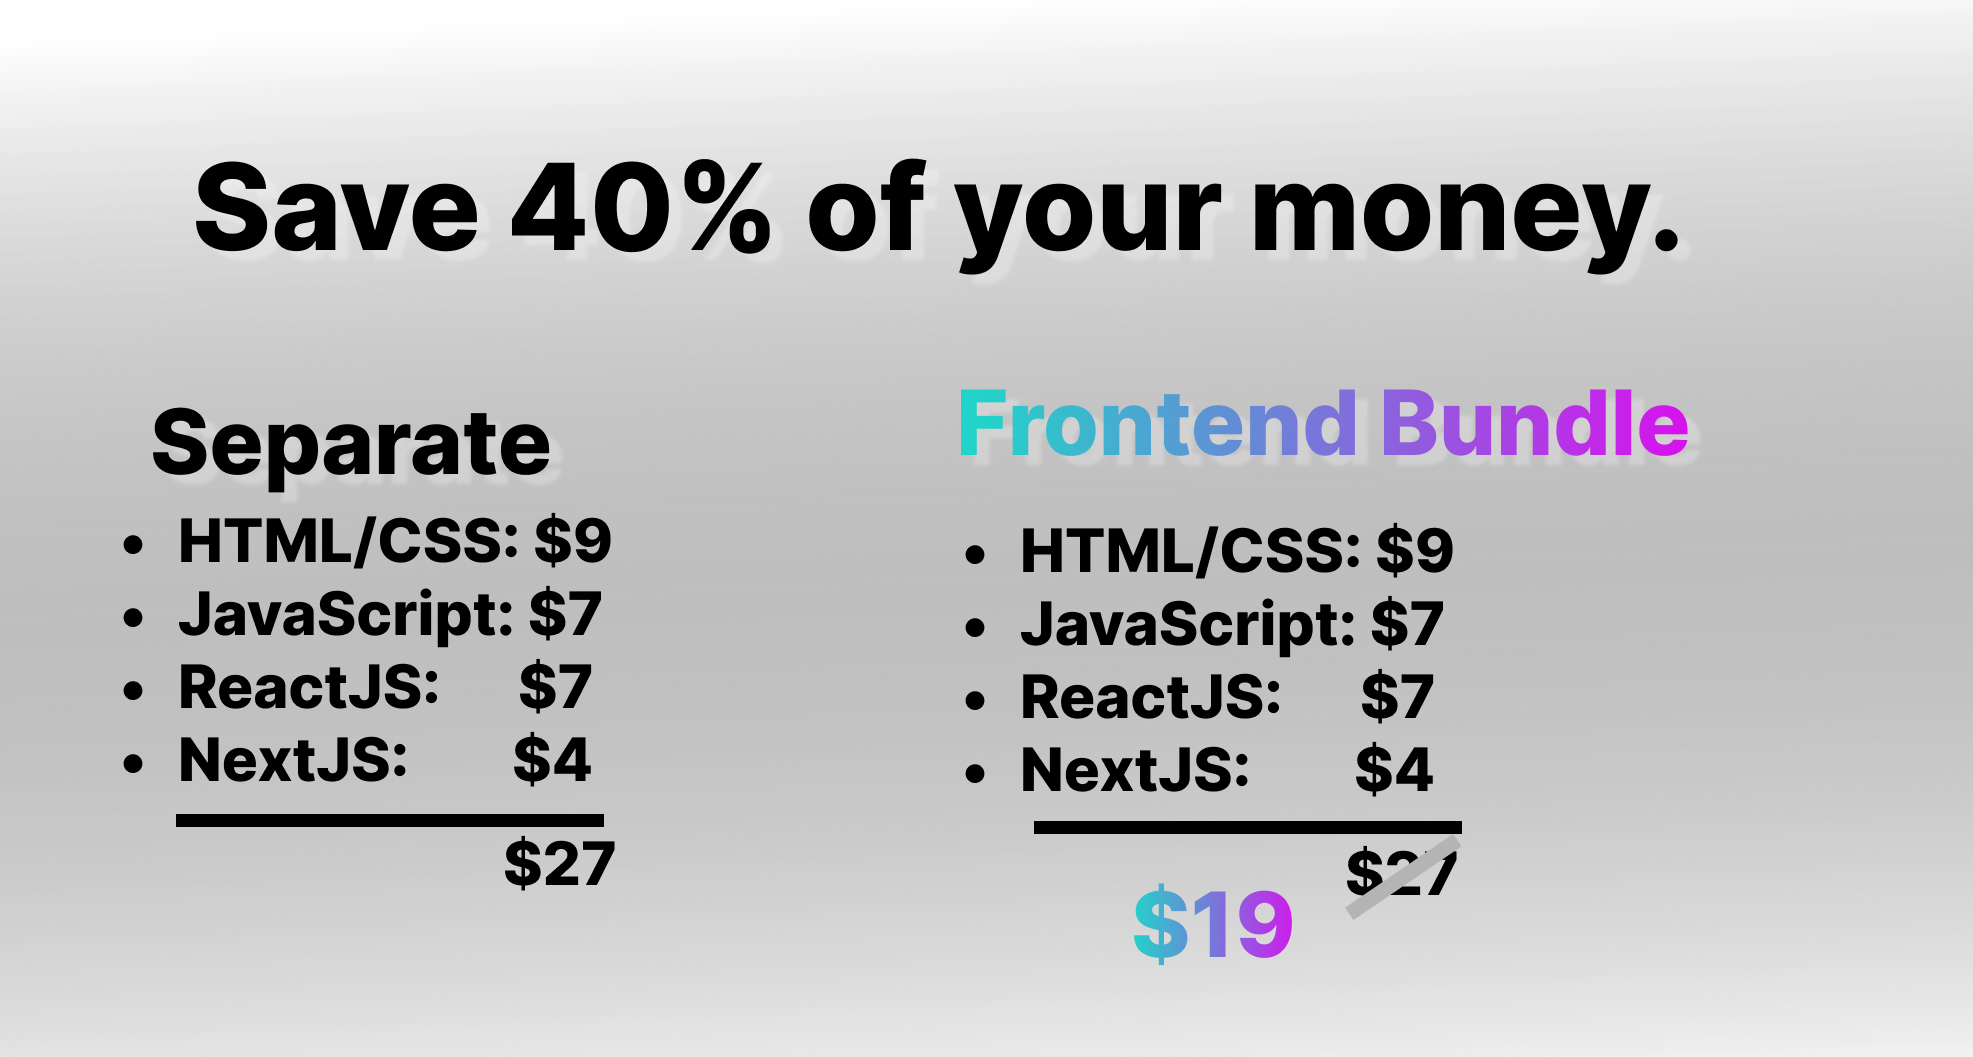 Save 40% of your money.
Separate
• HTML/CSS: $9
• JavaScript: $7
• ReactJS: $7
• NextJS: $4
$27
Frontend Bundle
• HTML/CSS: $9
• JavaScript: $7
• ReactJS: $7
• NextJS: $4
$27
$19